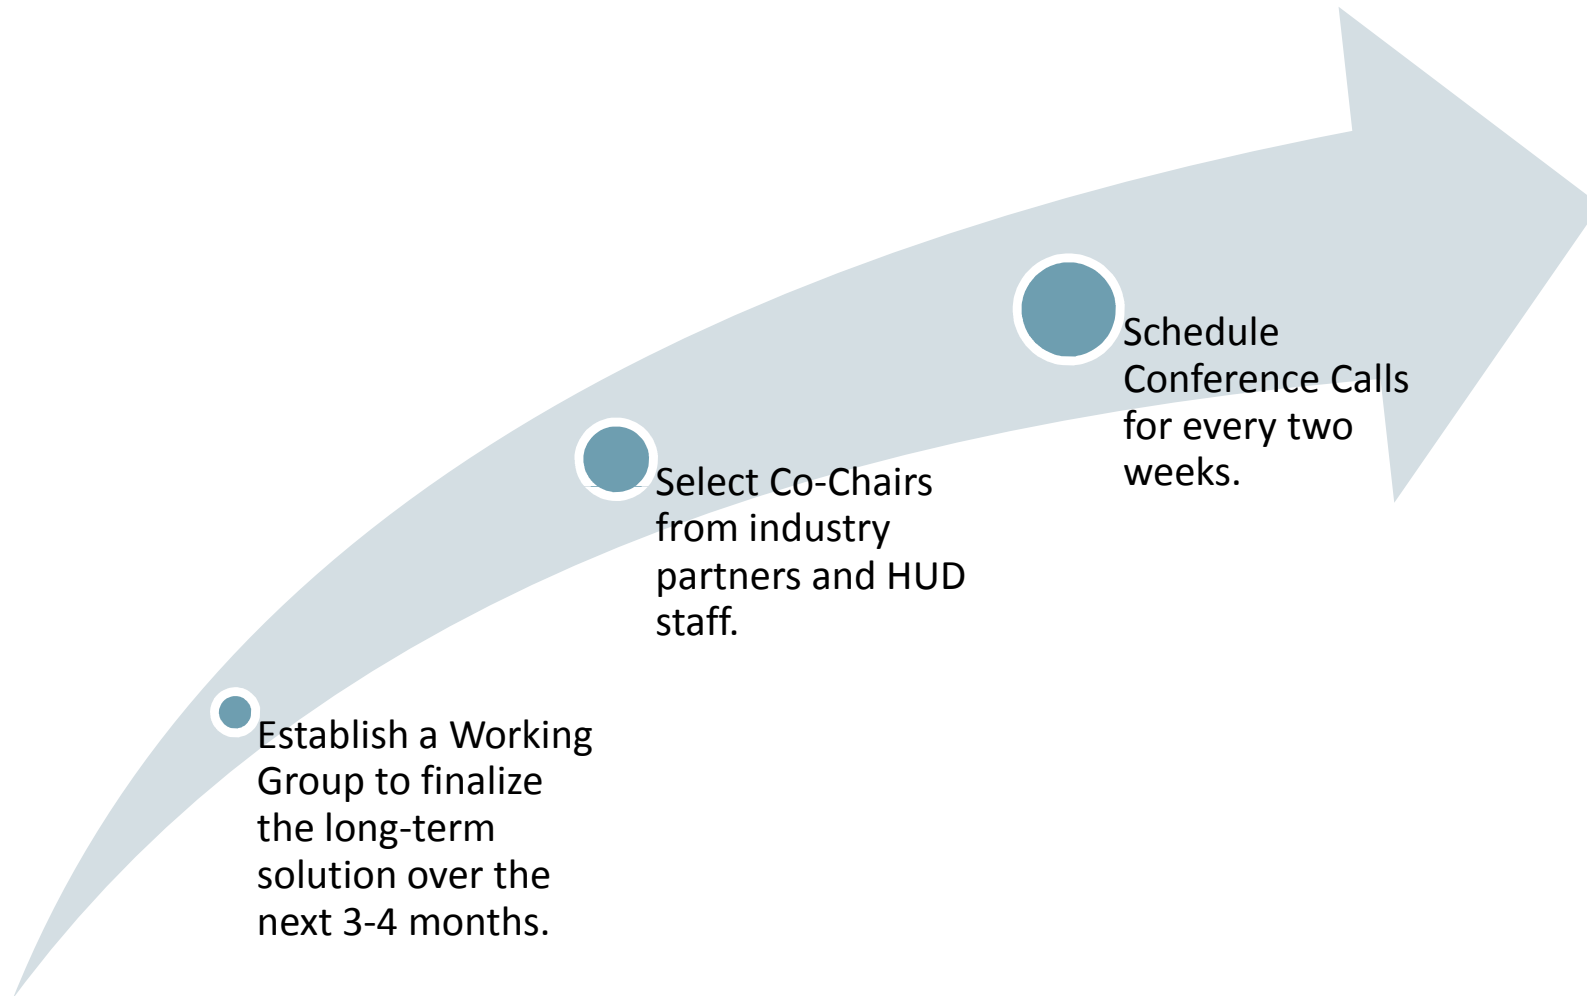 Establish a Working
Group to finalize
the long-term
solution over the
next 3-4 months.
Select Co-Chairs
from industry
partners and HUD
staff.
Schedule
Conference Calls
for every two
weeks.